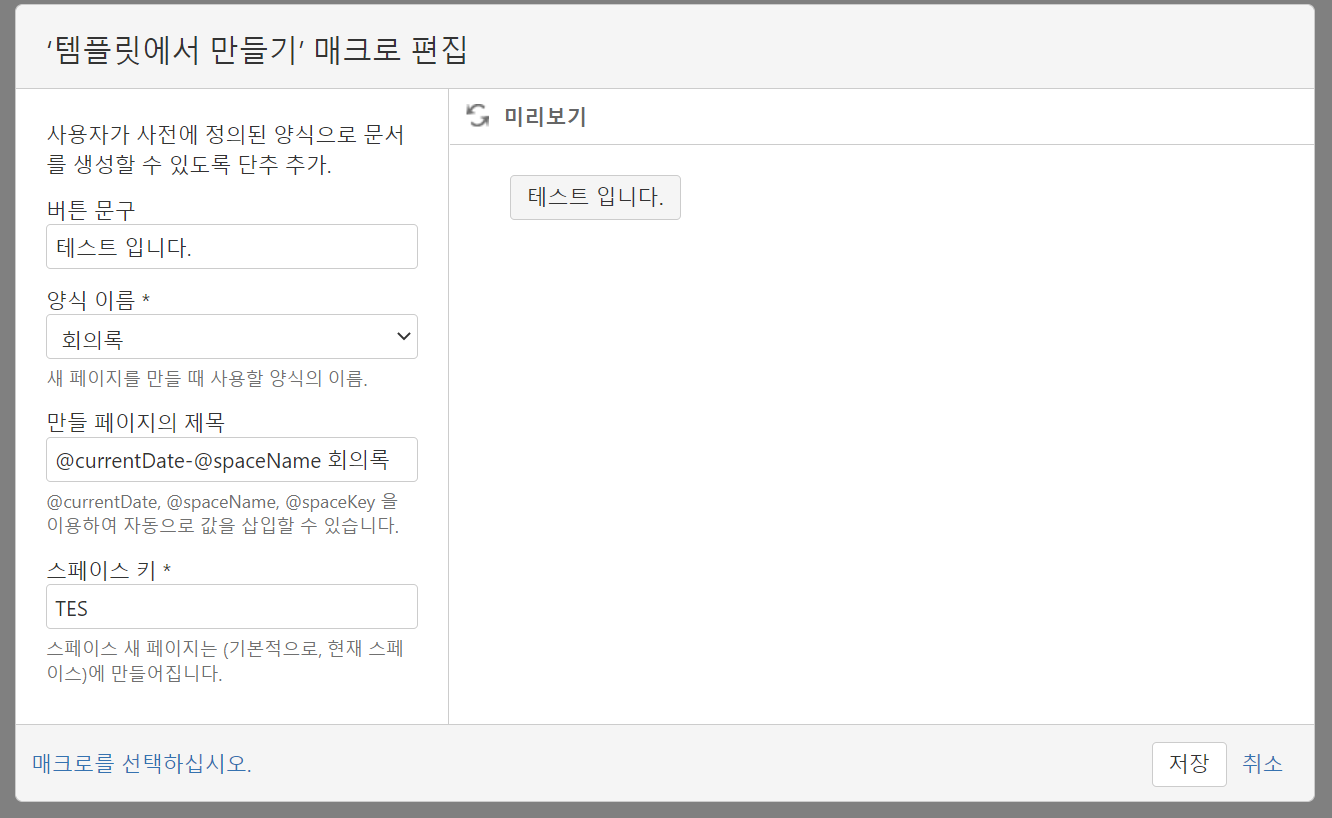 ‘템플릿에서 만들기’ 매크로 편집
사용자가 사전에 정의된 양식으로 문서
를 생성할 수 있도록 단추 추가.
버튼 문구
테스트 입니다.
양식 이름 *
회의록
새 페이지를 만들 때 사용할 양식의 이름.
만들 페이지의 제목
@currentDate-@spaceName 회의록
@currentDate, @spaceName, @spaceKey 을
이용하여 자동으로 값을 삽입할 수 있습니다.
스페이스 키 *
TES
스페이스 새 페이지는 (기본적으로, 현재 스페
이스)에 만들어집니다.
미리보기
테스트 입니다.
매크로를 선택하십시오.
저장
취소